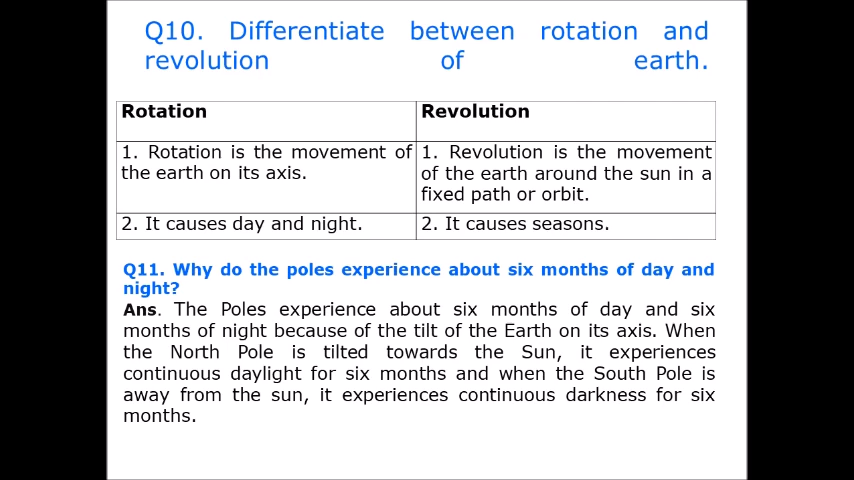 Q10. Differentiate between rotation and
revolution of earth.
Rotation
Revolution
1. Rotation is the movement of
the earth on its axis.
1. Revolution is the movement
of the earth around the sun in a
fixed path or orbit.
2. It causes day and night.
2. It causes seasons.
Q11. Why do the poles experience about six months of day and
night?
Ans. The Poles experience about six months of day and six
months of night because of the tilt of the Earth on its axis. When
the North Pole is tilted towards the Sun, it experiences
continuous daylight for six months and when the South Pole is
away from the sun, it experiences continuous darkness for six
months.